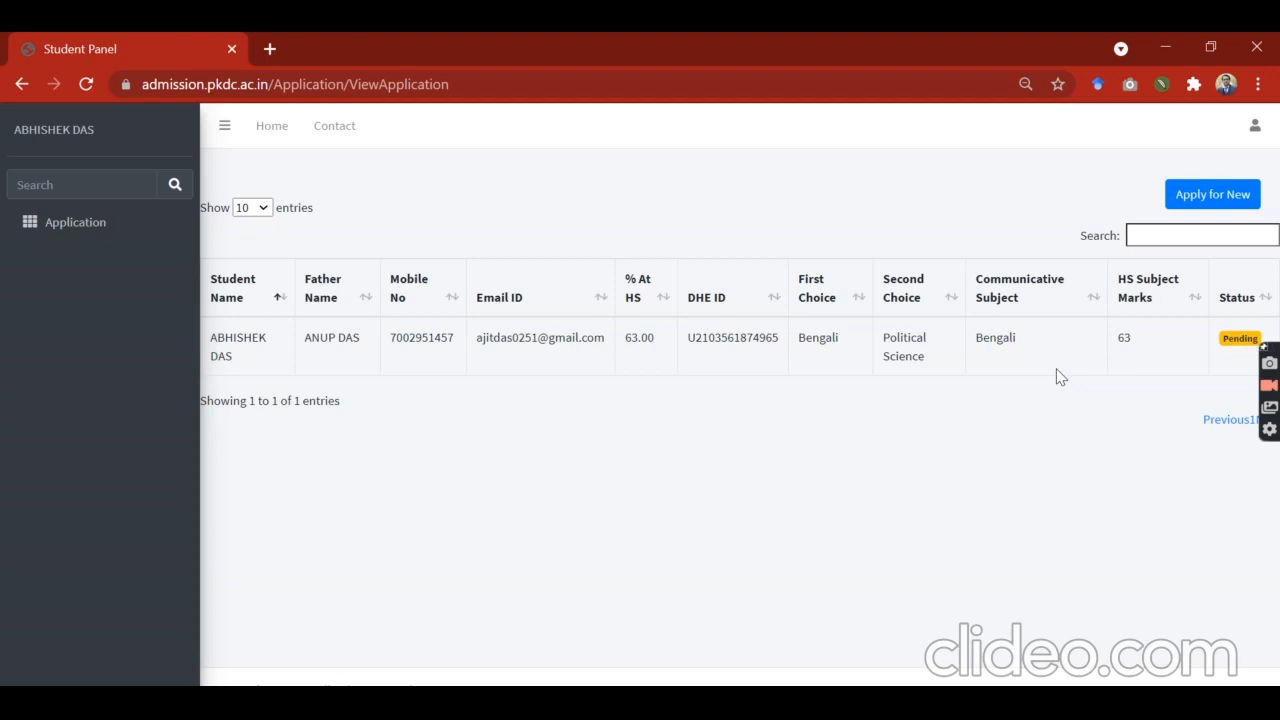 Student Panel
admission.pkdc.ac.in/Application/ViewApplication
ABHISHEK DAS
Home Contact
Search
Application
Apply for New
Show 10 entries
Search:
Student Name Father Name Mobile No Email ID % At HS DHE ID First Choice Second Choice Communicative Subject HS Subject Marks Status
ABHISHEK DAS ANUP DAS 7002951457 ajitdas0251@gmail.com 63.00 U2103561874965 Bengali Political Science Bengali 63 Pending
Showing 1 to 1 of 1 entries
Previous1
clideo.com